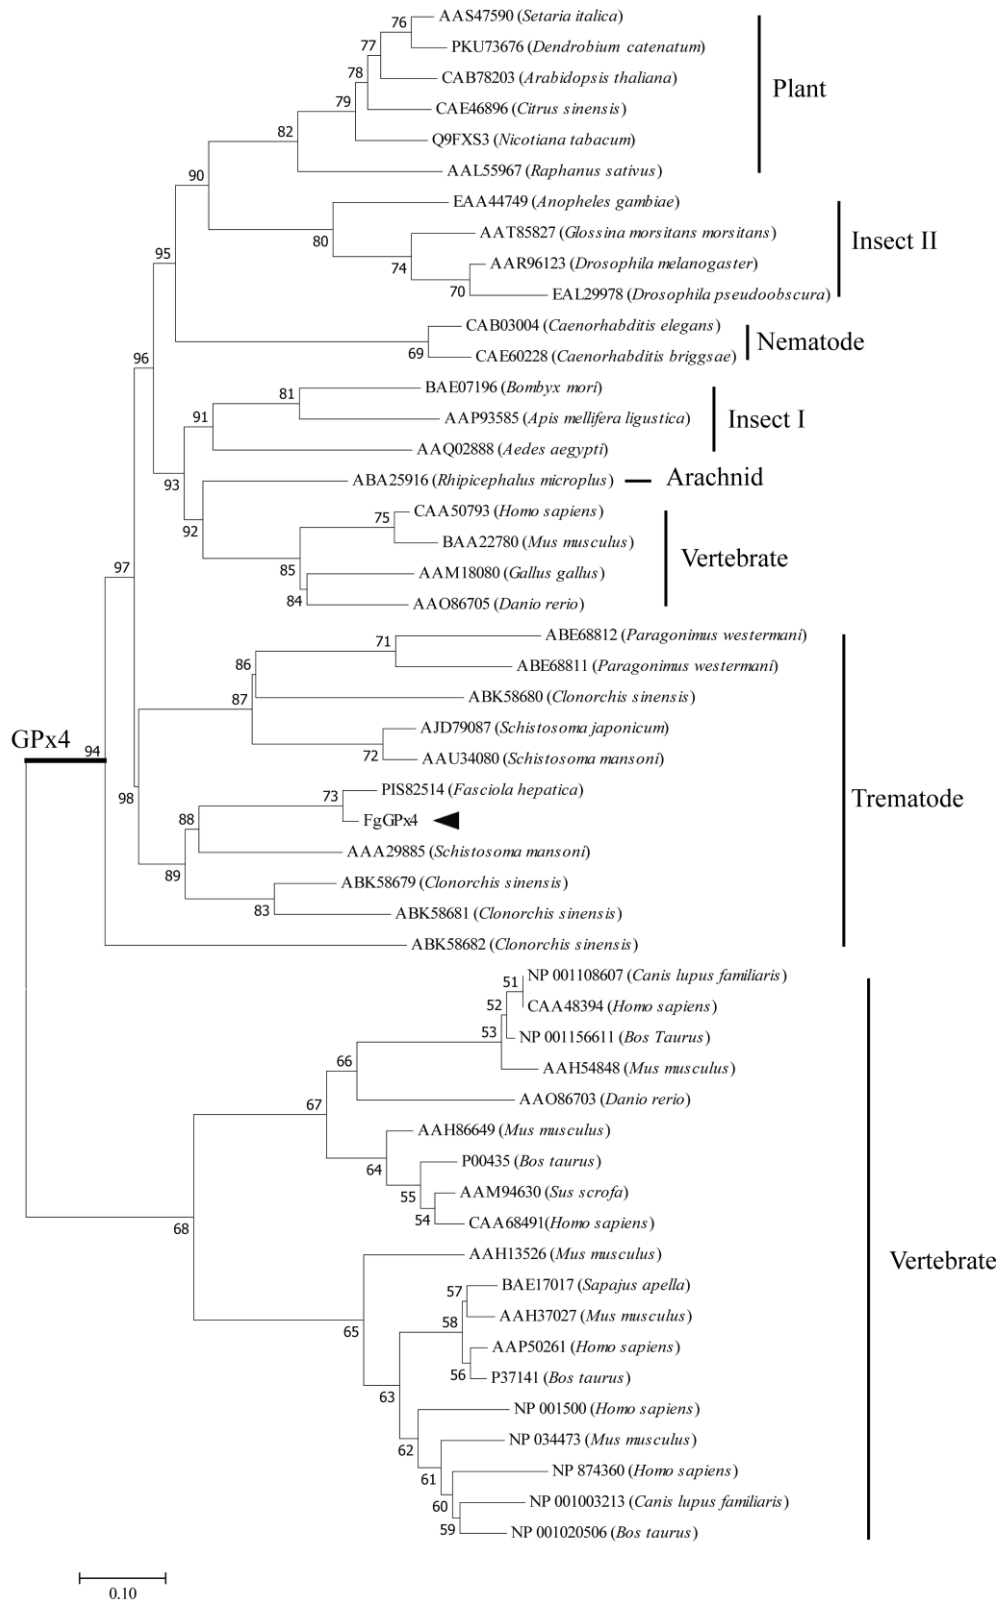 76
AAS47590 (Setaria italica)
77
PKU73676 (Dendrobium catenatum)
78
CAB78203 (Arabidopsis thaliana)
Plant
79
CAE46896 (Citrus sinensis)
82
Q9FXS3 (Nicotiana tabacum)
90
AAL55967 (Raphanus sativus)
EAA44749 (Anopheles gambiae)
80
AAT85827 (Glossina morsitans morsitans)
Insect II
95
74
AAR96123 (Drosophila melanogaster)
70
EAL29978 (Drosophila pseudoobscura)
CAB03004 (Caenorhabditis elegans)
Nematode
96
69
CAE60228 (Caenorhabditis briggsae)
81
BAE07196 (Bombyx mori)
91
AAP93585 (Apis mellifera ligustica)
Insect I
AAQ02888 (Aedes aegypti)
93
ABA25916 (Rhipicephalus microplus)
Arachnid
92
75
CAA50793 (Homo sapiens)
BAA22780 (Mus musculus)
Vertebrate
97
85
AAM18080 (Gallus gallus)
84
AAO86705 (Danio rerio)
71
ABE68812 (Paragonimus westermani)
86
ABE68811 (Paragonimus westermani)
87
ABK58680 (Clonorchis sinensis)
AJD79087 (Schistosoma japonicum)
GPx4
94
72
AAU34080 (Schistosoma mansoni)
98
73
PIS82514 (Fasciola hepatica)
Trematode
88
FgGPx4
AAA29885 (Schistosoma mansoni)
89
ABK58679 (Clonorchis sinensis)
83
ABK58681 (Clonorchis sinensis)
ABK58682 (Clonorchis sinensis)
51
NP 001108607 (Canis lupus familiaris)
52
CAA48394 (Homo sapiens)
53
NP 001156611 (Bos Taurus)
66
AAH54848 (Mus musculus)
67
AAO86703 (Danio rerio)
AAH86649 (Mus musculus)
64
P00435 (Bos taurus)
55
AAM94630 (Sus scrofa)
54
CAA68491(Homo sapiens)
68
AAH13526 (Mus musculus)
Vertebrate
57
BAE17017 (Sapajus apella)
58
AAH37027 (Mus musculus)
65
AAP50261 (Homo sapiens)
56
P37141 (Bos taurus)
63
NP 001500 (Homo sapiens)
62
NP 034473 (Mus musculus)
61
NP 874360 (Homo sapiens)
60
NP 001003213 (Canis lupus familiaris)
59
NP 001020506 (Bos taurus)
0.10